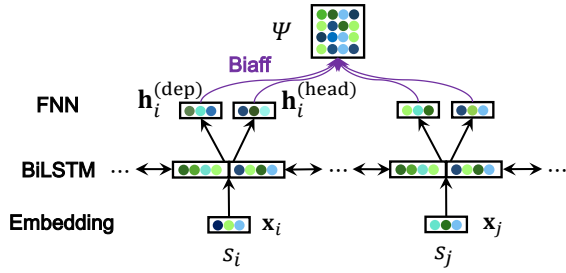 Ψ
Biaff
FNN h_i^(dep) h_i^(head)
BiLSTM ... ... ...
Embedding x_i x_j
s_i s_j